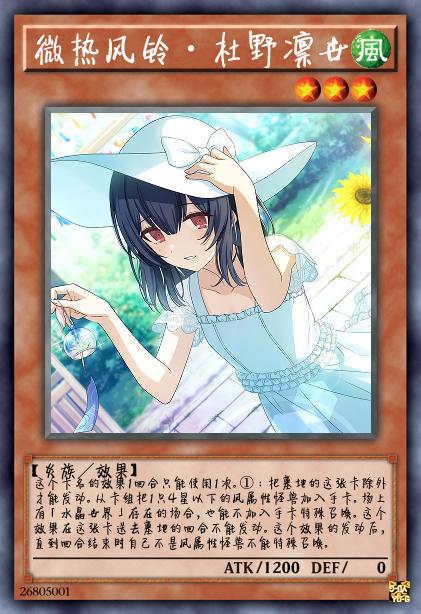 微热风铃·杜野凛世 風
【幺族／效果】
这个卡名的效果1回合只能使用1次。①：把墓地的这张卡除外
才能发动。从卡组把1只4星以下的风属性怪兽加入手卡。场上
有「水晶世界」存在的场合，也能不加入手卡特殊召唤。这个
效果在这张卡送去墓地的回合不能发动。这个效果的发动后，
直到回合结束时自己不是风属性怪兽不能特殊召唤。
ATK/1200 DEF/ 0
26805001